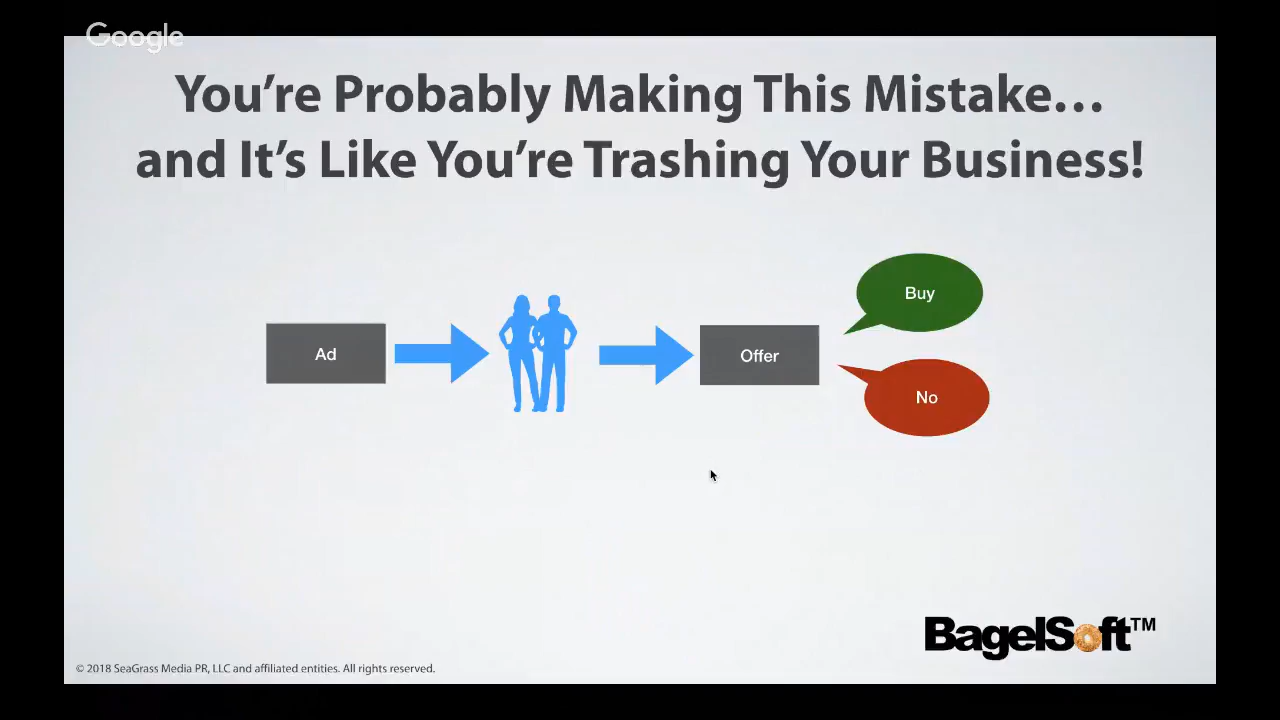 Google
You're Probably Making This Mistake…
and It's Like You're Trashing Your Business!
Buy
Ad
Offer
No
BagelSoft™
© 2018 SeaGrass Media PR, LLC and affiliated entities. All rights reserved.